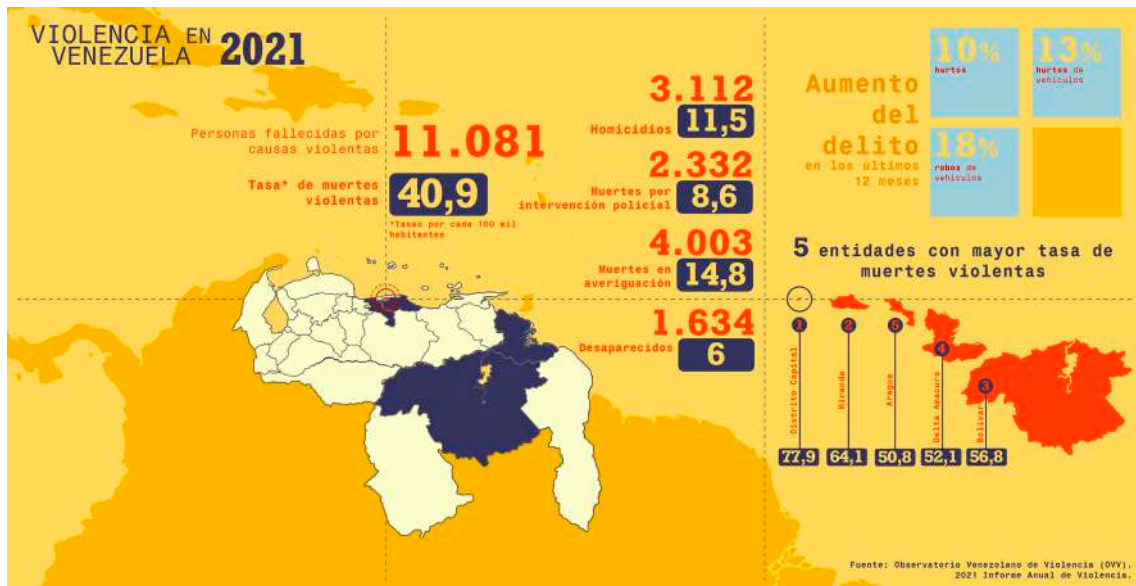 VIOLENCIA EN
VENEZUELA 2021
Personas fallecidas por
causas violentas
11.081
Tasa* de muertes
violentas
40,9
*Tasas por cada 100 mil
habitantes
3.112
Homicidios 11,5
2.332
Muertes por
intervención policial
8,6
4.003
Muertes en
averiguación
14,8
1.634
Desaparecidos 6
Aumento
del
delito
en los últimos
12 meses
10%
hurtos
13%
hurtos de
vehículos
18%
robos de
vehículos
5 entidades con mayor tasa de
muertes violentas
1
Distrito Capital
77,9
2
Miranda
64,1
5
Aragua
50,8
4
Delta Amacuro
52,1
3
Bolívar
56,8
Fuente: Observatorio Venezolano de Violencia (OVV),
2021 Informe Anual de Violencia.